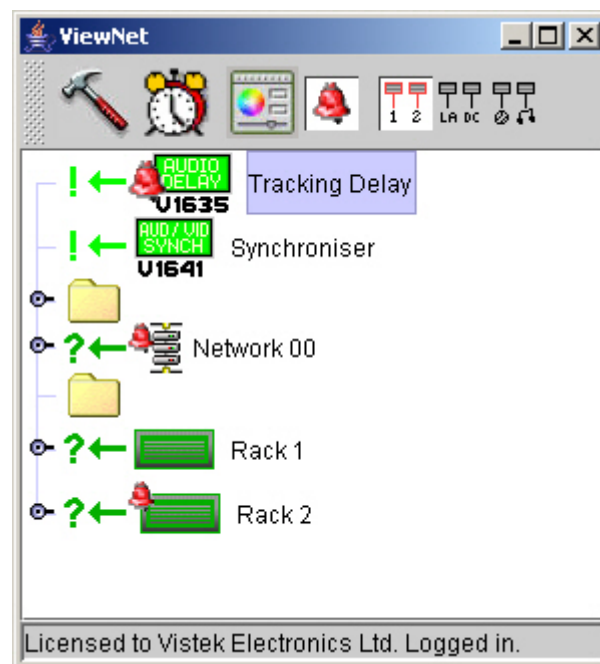 ViewNet
1 2 LA DC
AUDIO
DELAY
V1635
Tracking Delay
AUD/VID
SYNCH
V1641
Synchroniser
Network 00
Rack 1
Rack 2
Licensed to Vistek Electronics Ltd. Logged in.